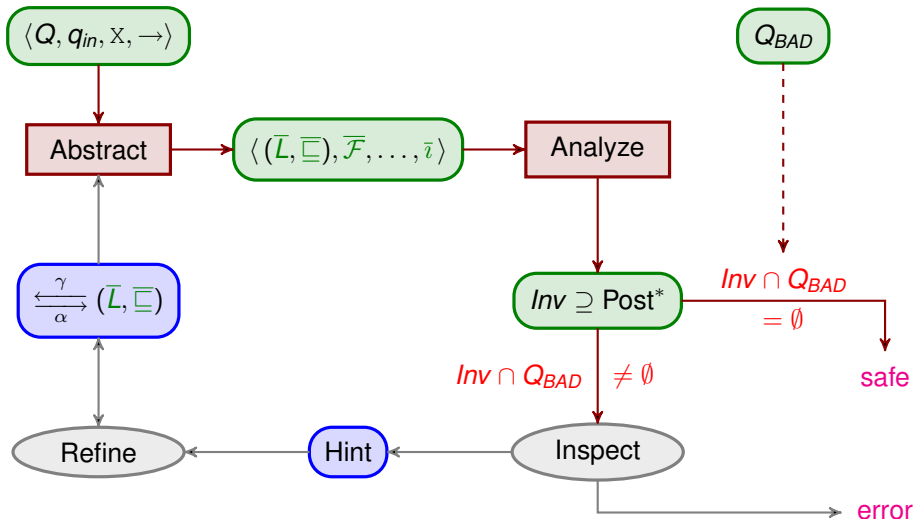 ⟨Q, q_in, X, →⟩
Q_BAD
Abstract
⟨(L̅, ⊑̅), F̅, …, ī⟩
Analyze
γ
⇆ (L̅, ⊑̅)
α
Inv ⊇ Post*
Inv ∩ Q_BAD
= ∅
Inv ∩ Q_BAD ≠ ∅
safe
Refine
Hint
Inspect
error